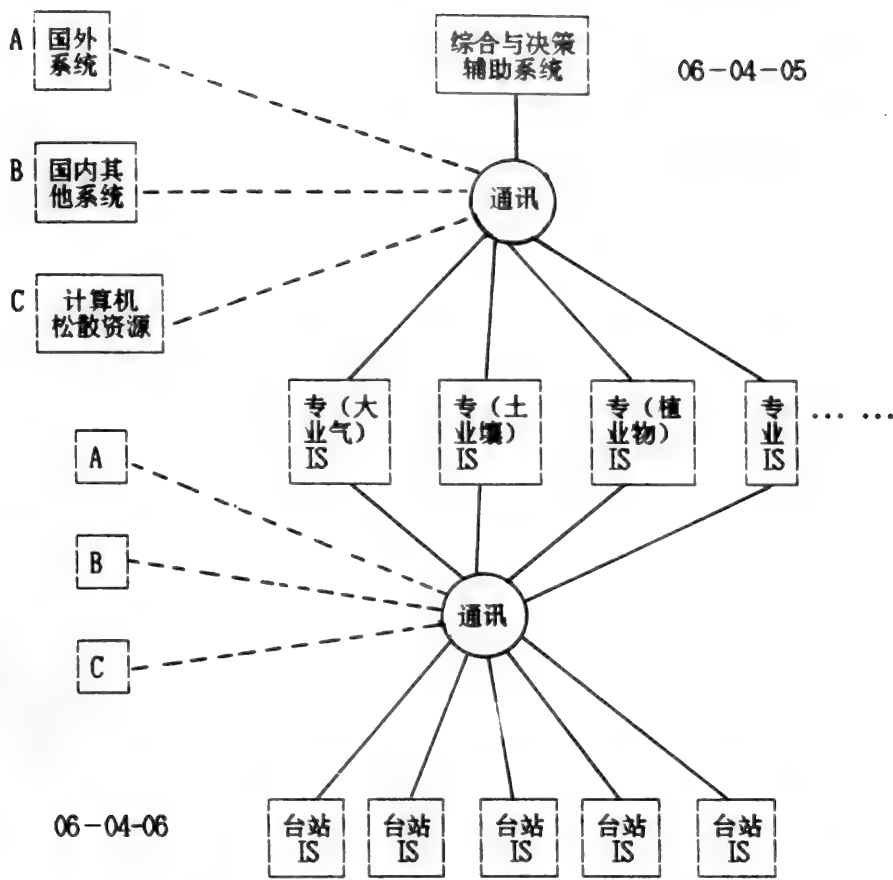 A
国外
系统
综合与决策
辅助系统
06-04-05
B
国内其
他系统
通讯
C
计算机
松散资源
专（大
业气）
IS
专（土
业壤）
IS
专（植
业物）
IS
专
业
IS
… …
A
B
通讯
C
06-04-06
台站
IS
台站
IS
台站
IS
台站
IS
台站
IS